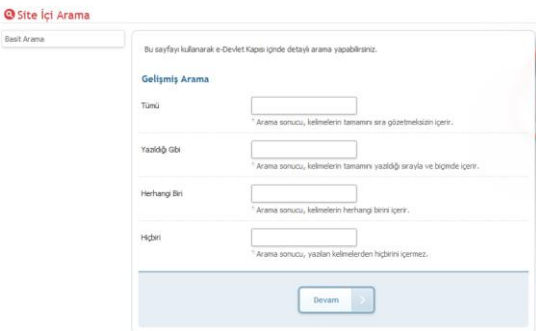 Site İçi Arama
Basit Arama
Bu sayfayı kullanarak e-Devlet Kapısı içinde detaylı arama yapabilirsiniz.
Gelişmiş Arama
Tümü
* Arama sonucu, kelimelerin tamamını sıra gözetmeksizin içerir.
Yazıldığı Gibi
* Arama sonucu, kelimelerin tamamını yazıldığı sırayla ve biçimde içerir.
Herhangi Biri
* Arama sonucu, kelimelerin herhangi birini içerir.
Hiçbiri
* Arama sonucu, yazılan kelimelerden hiçbirini içermez.
Devam